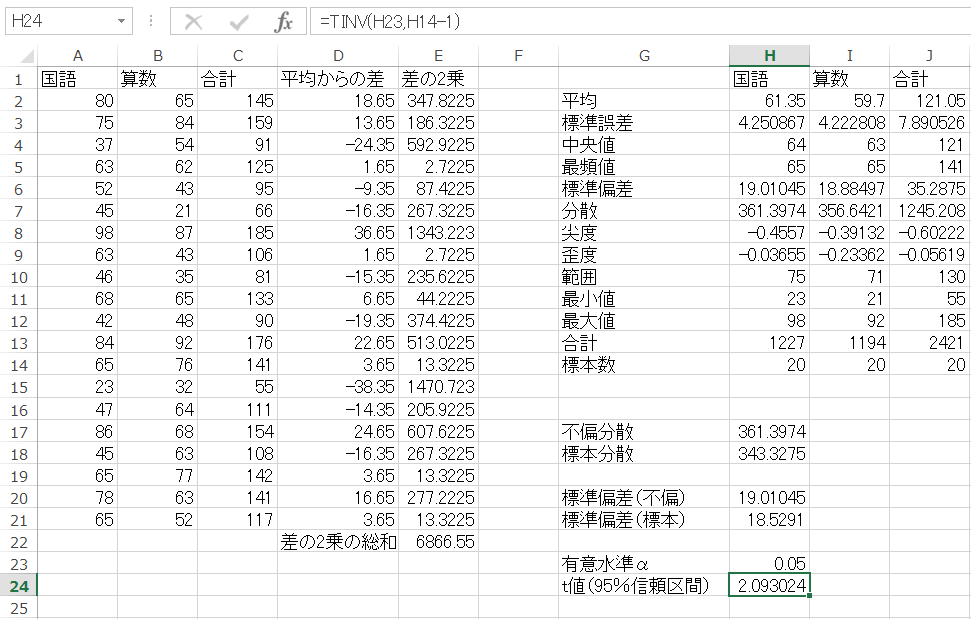 H24 =TINV(H23,H14-1)
A B C D E F G H I J
1 国語 算数 合計 平均からの差 差の2乗 国語 算数 合計
2 80 65 145 18.65 347.8225 平均 61.35 59.7 121.05
3 75 84 159 13.65 186.3225 標準誤差 4.250867 4.222808 7.890526
4 37 54 91 -24.35 592.9225 中央値 64 63 121
5 63 62 125 1.65 2.7225 最頻値 65 65 141
6 52 43 95 -9.35 87.4225 標準偏差 19.01045 18.88497 35.2875
7 45 21 66 -16.35 267.3225 分散 361.3974 356.6421 1245.208
8 98 87 185 36.65 1343.223 尖度 -0.4557 -0.39132 -0.60222
9 63 43 106 1.65 2.7225 歪度 -0.03655 -0.23362 -0.05619
10 46 35 81 -15.35 235.6225 範囲 75 71 130
11 68 65 133 6.65 44.2225 最小値 23 21 55
12 42 48 90 -19.35 374.4225 最大値 98 92 185
13 84 92 176 22.65 513.0225 合計 1227 1194 2421
14 65 76 141 3.65 13.3225 標本数 20 20 20
15 23 32 55 -38.35 1470.723
16 47 64 111 -14.35 205.9225
17 86 68 154 24.65 607.6225 不偏分散 361.3974
18 45 63 108 -16.35 267.3225 標本分散 343.3275
19 65 77 142 3.65 13.3225
20 78 63 141 16.65 277.2225 標準偏差(不偏) 19.01045
21 65 52 117 3.65 13.3225 標準偏差(標本) 18.5291
22 差の2乗の総和 6866.55
23 有意水準α 0.05
24 t値(95%信頼区間) 2.093024
25